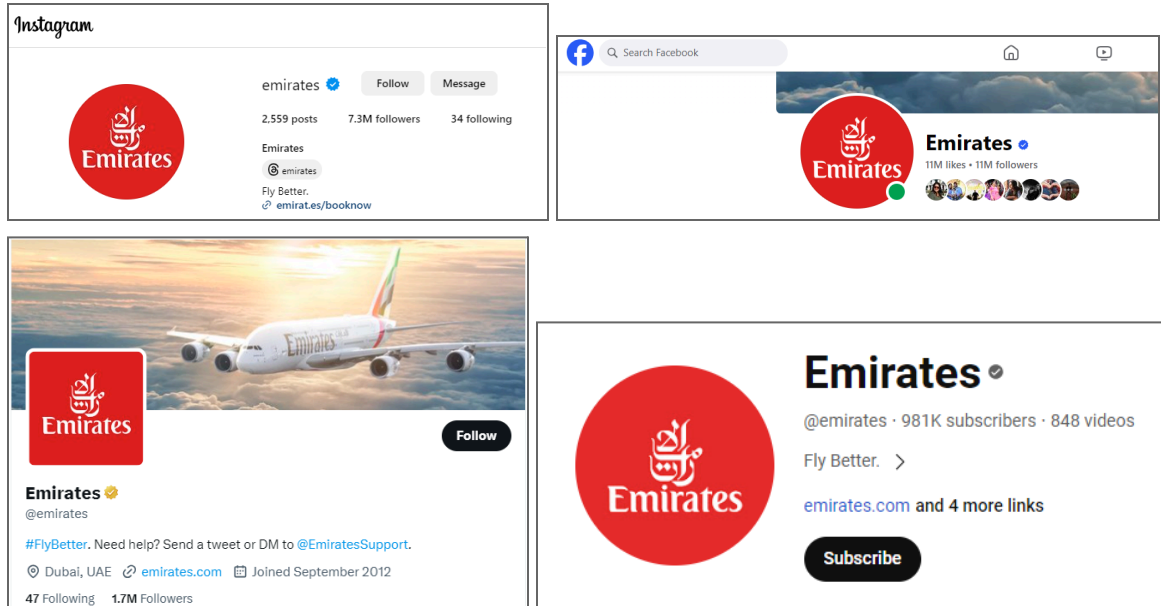 Instagram
emirates Follow Message
2,559 posts 7.3M followers 34 following
Emirates
emirates
Fly Better.
emirat.es/booknow
Emirates
Search Facebook
Emirates
11M likes • 11M followers
Emirates
Emirates
Emirates
Follow
Emirates
@emirates
#FlyBetter. Need help? Send a tweet or DM to @EmiratesSupport.
Dubai, UAE emirates.com Joined September 2012
47 Following 1.7M Followers
Emirates
@emirates · 981K subscribers · 848 videos
Fly Better.
emirates.com and 4 more links
Subscribe
Emirates